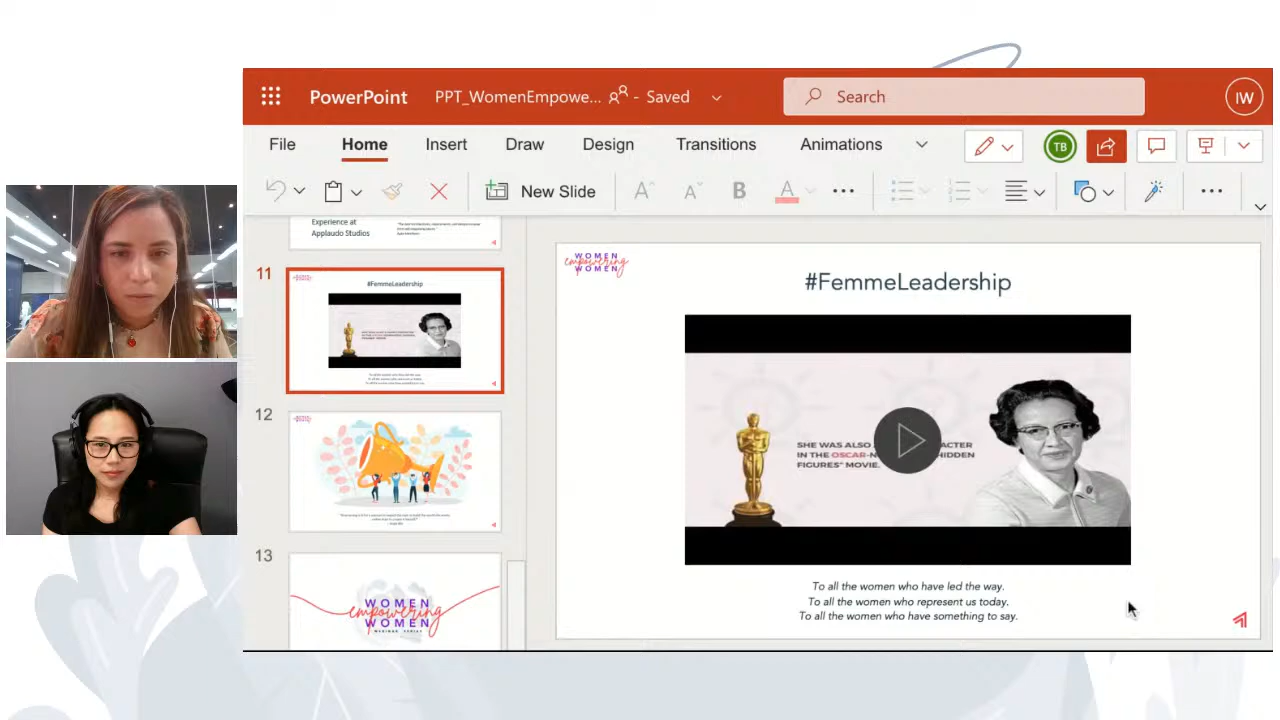 PowerPoint
PPT_WomenEmpowe... - Saved
Search
IW
File
Home
Insert
Draw
Design
Transitions
Animations
TB
New Slide
A
A
B
A
Experience at
Applaudo Studios
11
#FemmeLeadership
12
13
WOMEN
empowering
WOMEN
WEBINAR SERIES
WOMEN
empowering
WOMEN
#FemmeLeadership
SHE WAS ALSO ACTER
IN THE OSCAR-N HIDDEN
FIGURES" MOVIE.
To all the women who have led the way.
To all the women who represent us today.
To all the women who have something to say.